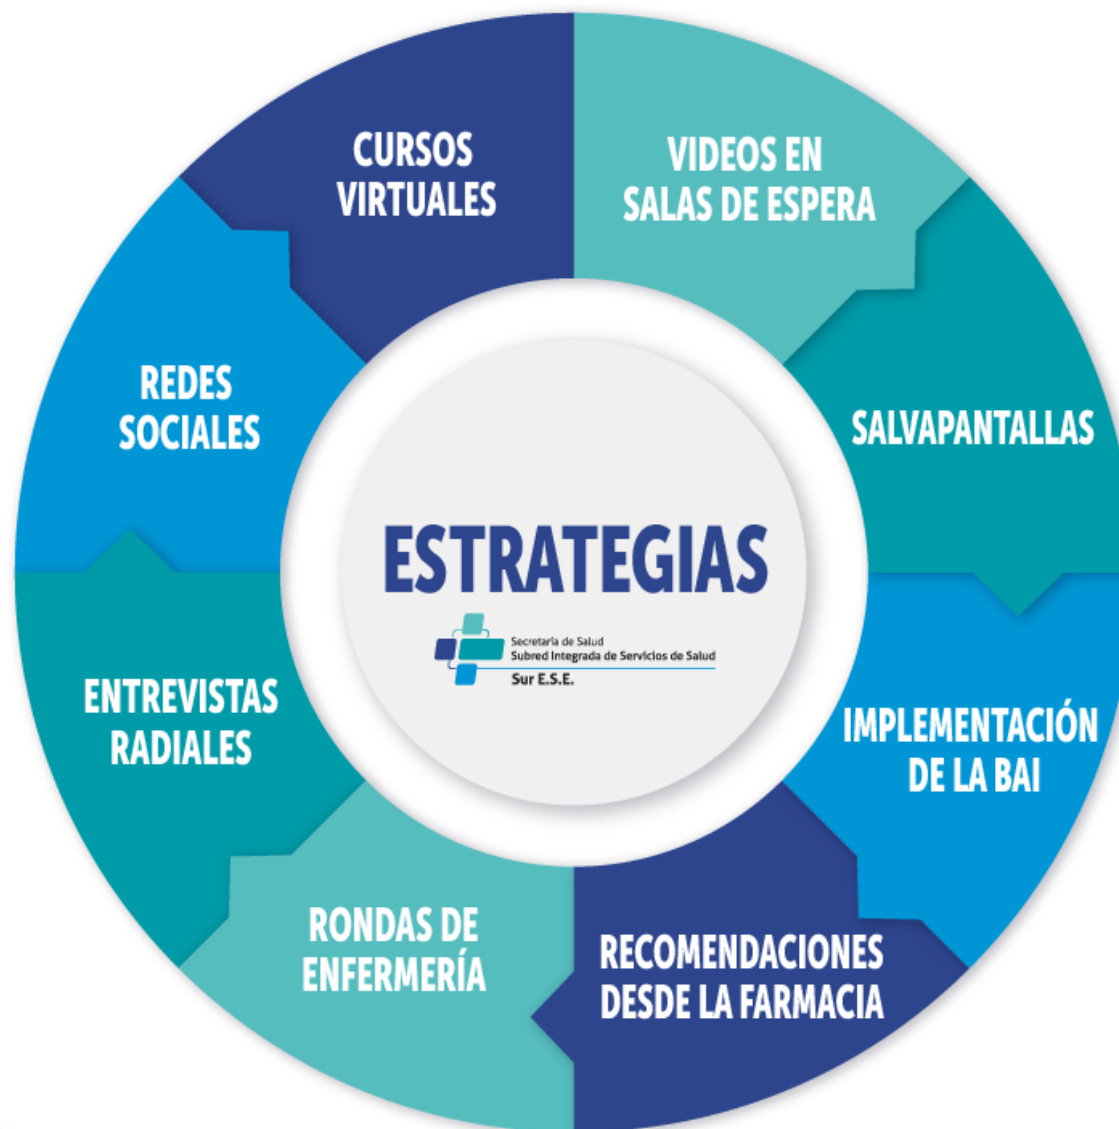 CURSOS
VIRTUALES
VIDEOS EN
SALAS DE ESPERA
SALVAPANTALLAS
IMPLEMENTACIÓN
DE LA BAI
RECOMENDACIONES
DESDE LA FARMACIA
RONDAS DE
ENFERMERÍA
ENTREVISTAS
RADIALES
REDES
SOCIALES
ESTRATEGIAS
Secretaría de Salud
Subred Integrada de Servicios de Salud
Sur E.S.E.